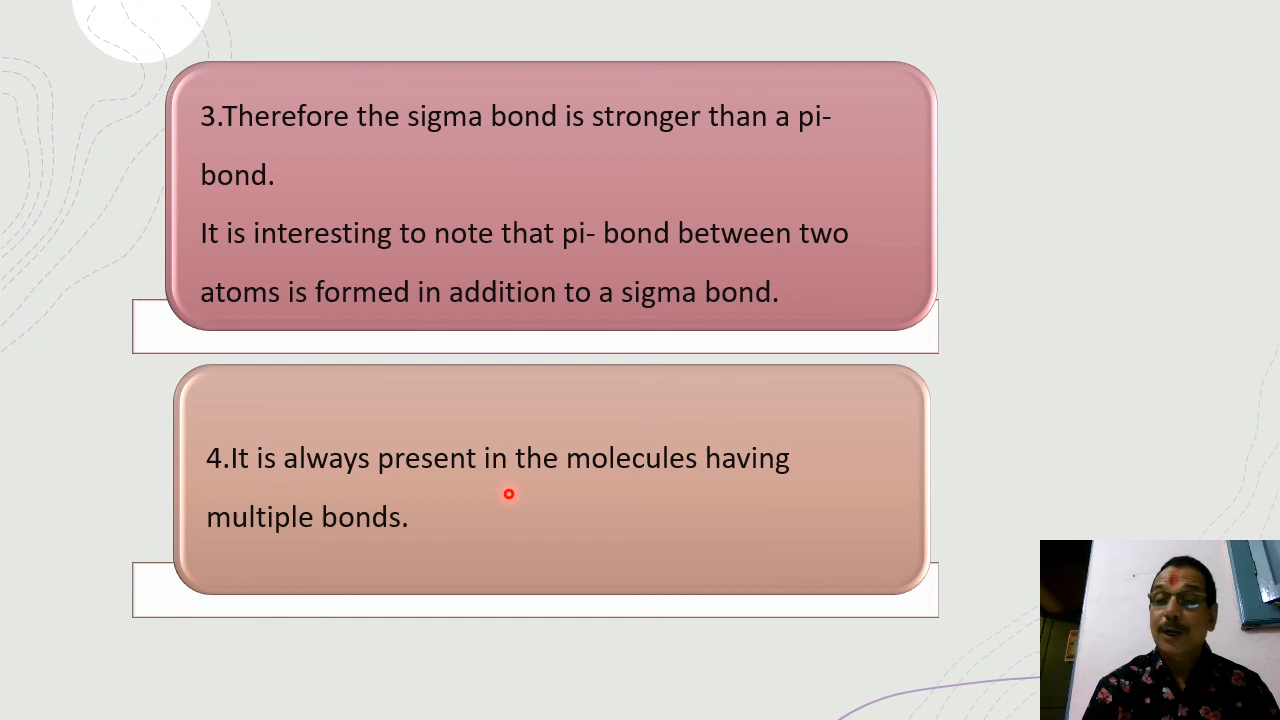 3.Therefore the sigma bond is stronger than a pi-
bond.
It is interesting to note that pi- bond between two
atoms is formed in addition to a sigma bond.
4.It is always present in the molecules having
multiple bonds.